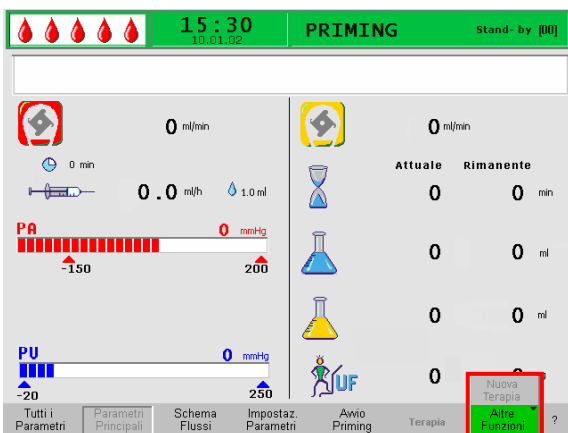 15:30
10.01.02
PRIMING
Stand- by [00]
0 ml/min
0 ml/min
0 min
0.0 ml/h
1.0 ml
Attuale Rimanente
0 0 min
PA 0 mmHg
-150 200
0 0 ml
0 0 ml
PV 0 mmHg
-20 250
UF 0
Nuova
Terapia
Tutti i
Parametri
Parametri
Principali
Schema
Flussi
Impostaz.
Parametri
Avvio
Priming
Terapia
Altre
Funzioni
?